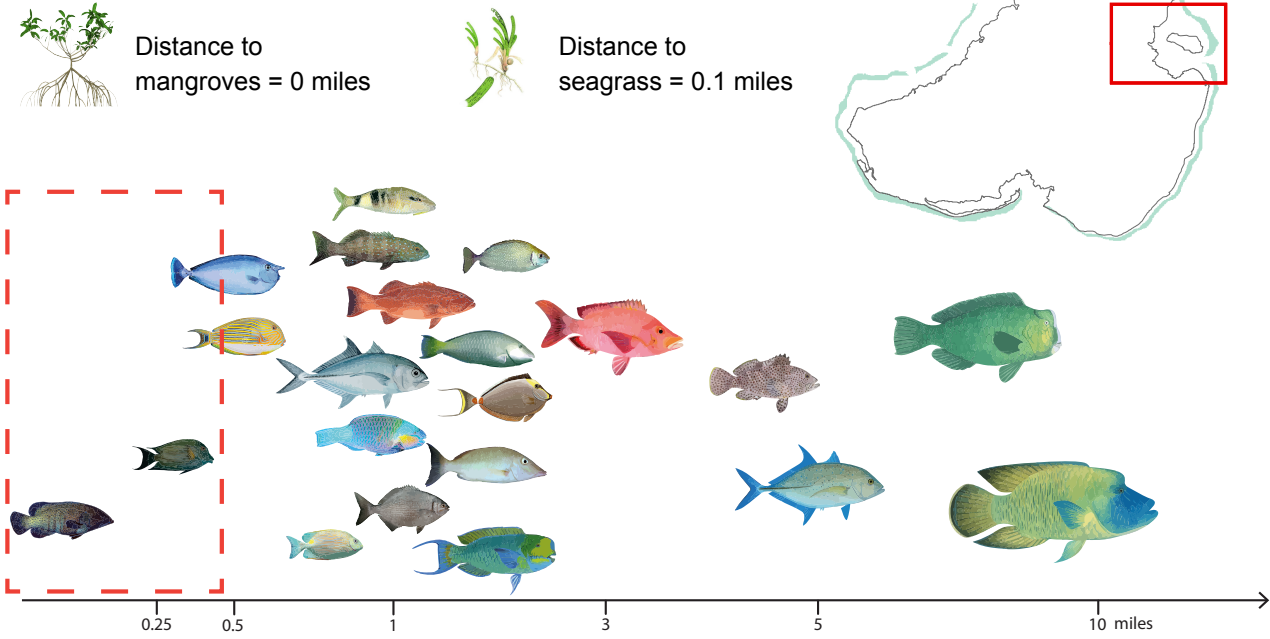 Distance to
mangroves = 0 miles
Distance to
seagrass = 0.1 miles
0.25
0.5
1
3
5
10 miles